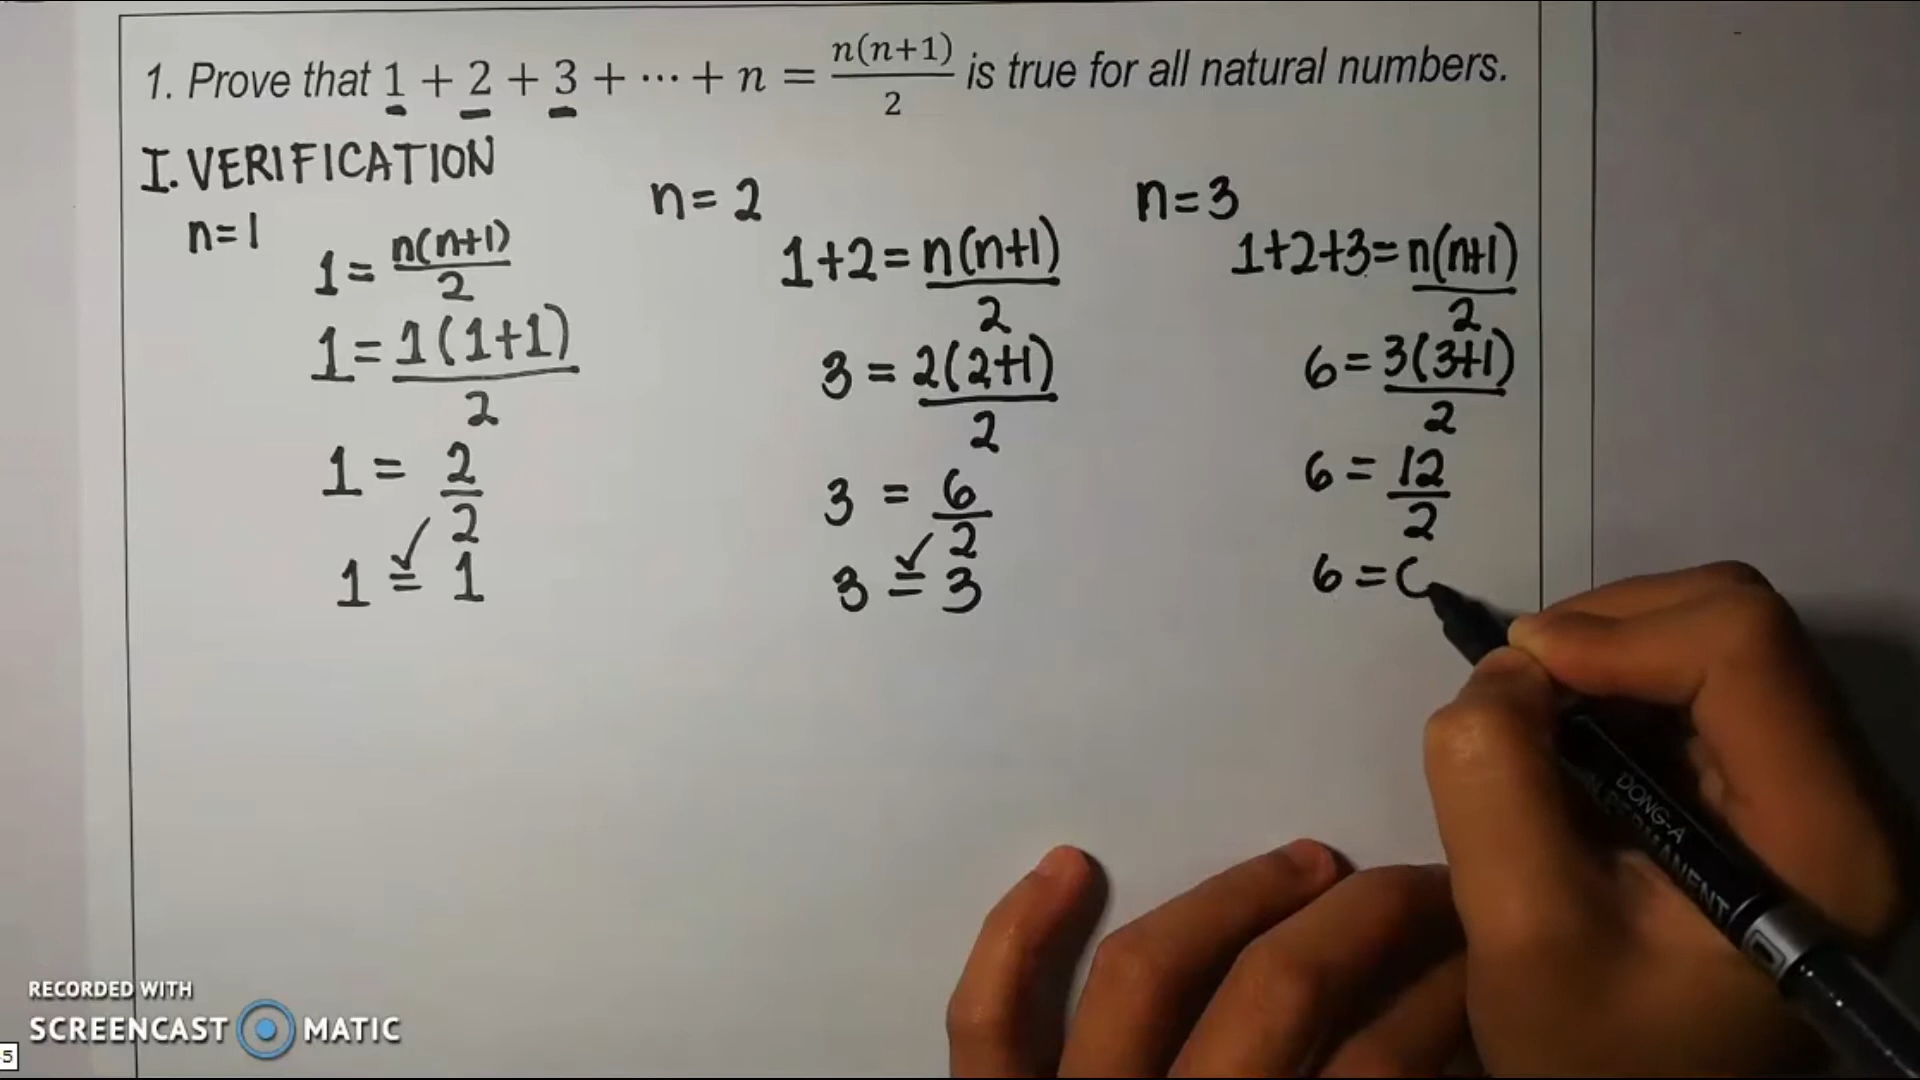 1. Prove that 1 + 2 + 3 + ··· + n = n(n+1)/2 is true for all natural numbers.
I. VERIFICATION
n=1
1 = n(n+1)/2
1 = 1(1+1)/2
1 = 2/2
1 = 1 ✓
n=2
1+2 = n(n+1)/2
3 = 2(2+1)/2
3 = 6/2
3 = 3 ✓
n=3
1+2+3 = n(n+1)/2
6 = 3(3+1)/2
6 = 12/2
6 =
DONG-A
PERMANENT
RECORDED WITH
SCREENCAST MATIC
5